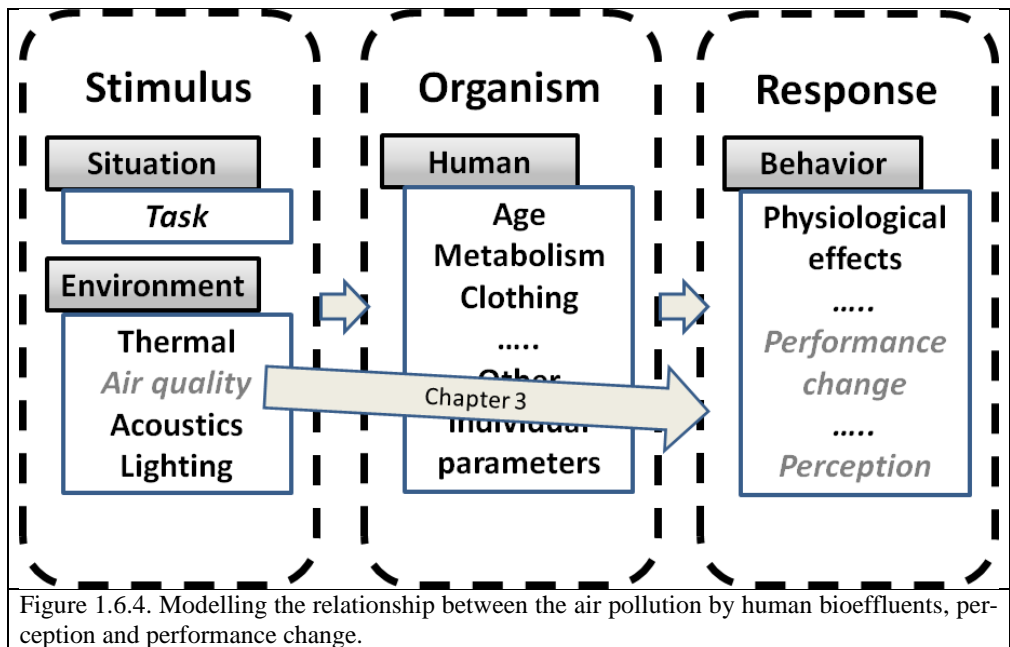 Stimulus
Situation
Task
Environment
Thermal
Air quality
Acoustics
Lighting
Organism
Human
Age
Metabolism
Clothing
.....
Other
individual
parameters
Chapter 3
Response
Behavior
Physiological
effects
.....
Performance
change
.....
Perception
Figure 1.6.4. Modelling the relationship between the air pollution by human bioeffluents, per-
ception and performance change.